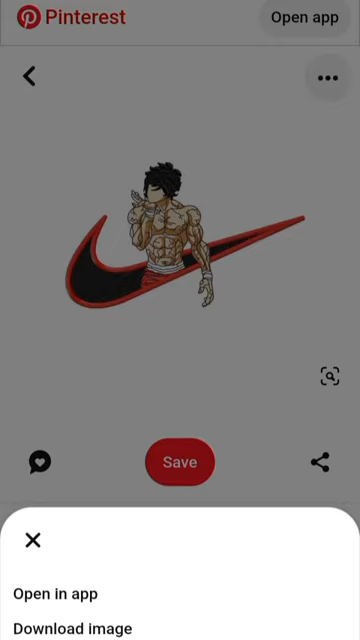 Pinterest
Open app
Save
Open in app
Download image